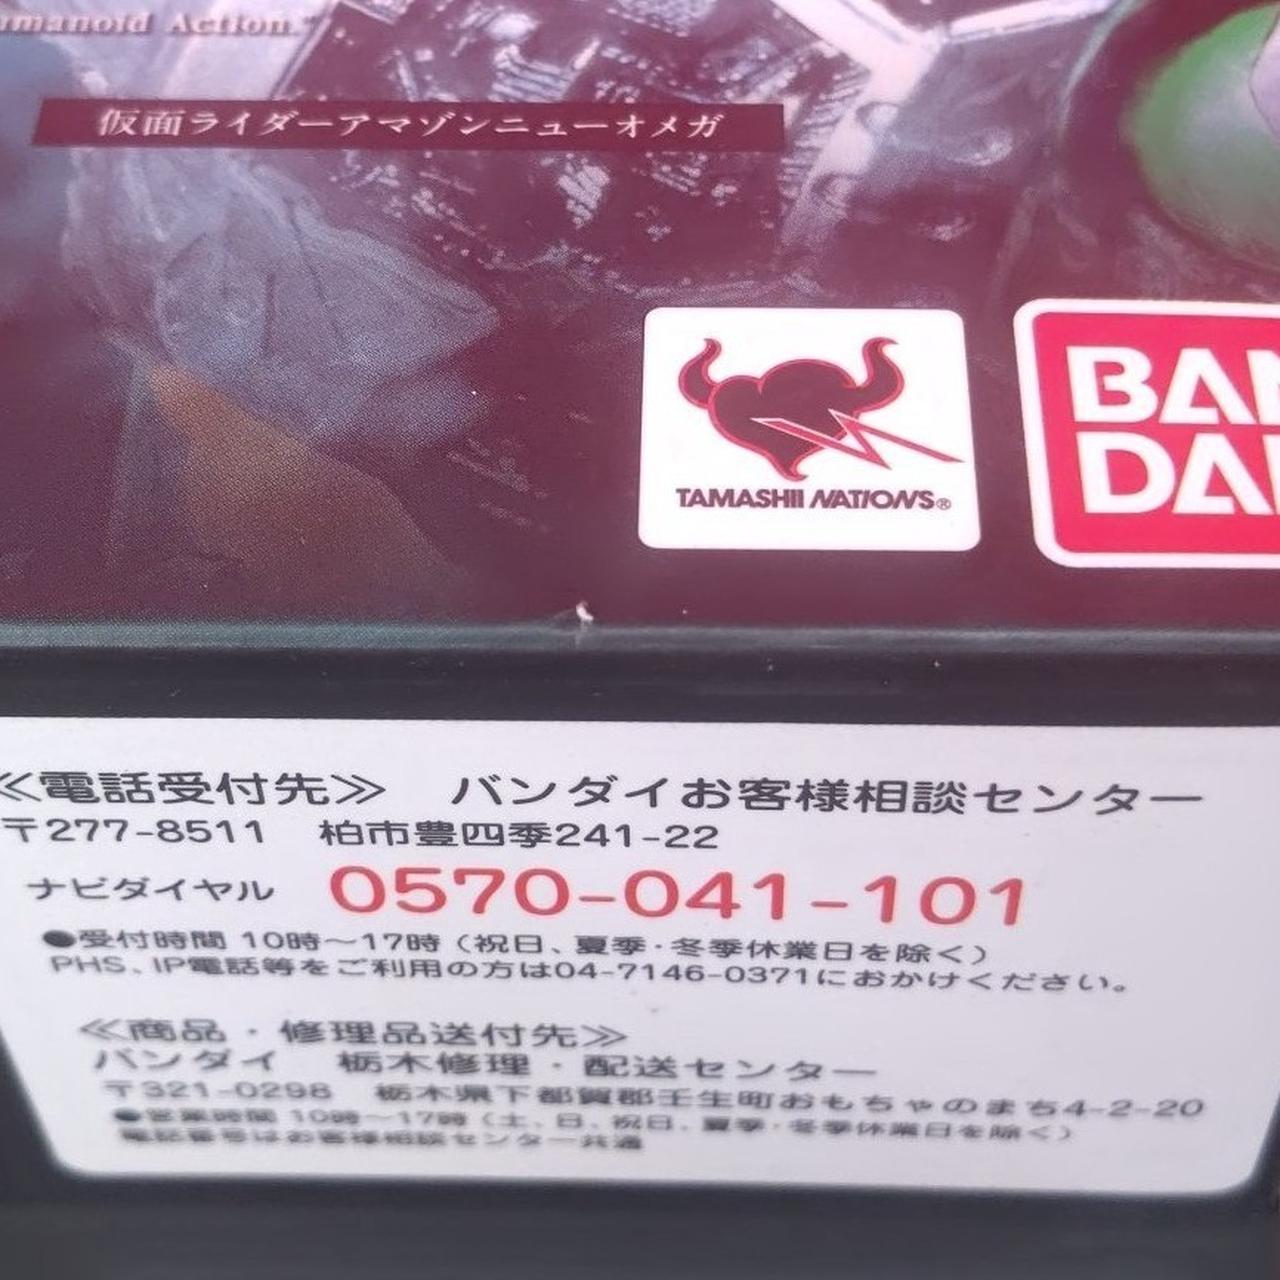 umanoid Action"
仮面ライダーアマゾンニューオメガ
TAMASHII NATIONS®
BAN
DAI
≪電話受付先≫ バンダイお客様相談センター
〒277-8511 柏市豊四季241-22
ナビダイヤル 0570-041-101
●受付時間 10時〜17時（祝日、夏季・冬季休業日を除く）
PHS、IP電話等をご利用の方は04-7146-0371におかけください。
≪商品・修理品送付先≫
バンダイ 栃木修理・配送センター
〒321-0298 栃木県下都賀郡壬生町おもちゃのまち4-2-20
●営業時間 10時〜17時（土、日、祝日、夏季・冬季休業日を除く）
電話番号はお客様相談センター共通